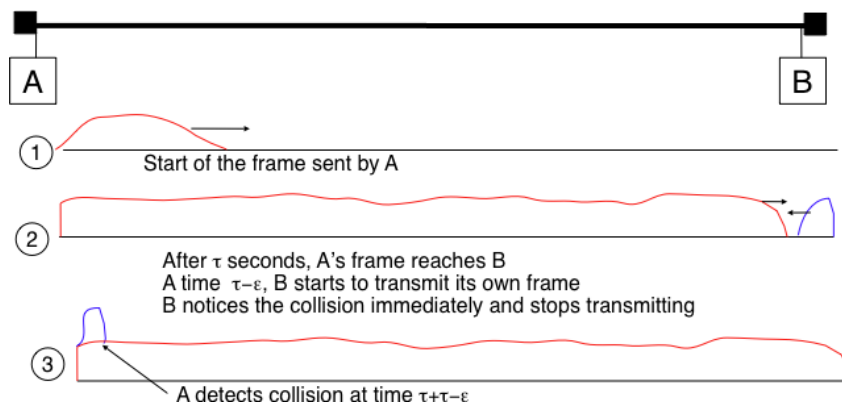 A
B
1
Start of the frame sent by A
2
After τ seconds, A's frame reaches B
A time τ-ε, B starts to transmit its own frame
B notices the collision immediately and stops transmitting
3
A detects collision at time τ+τ-ε